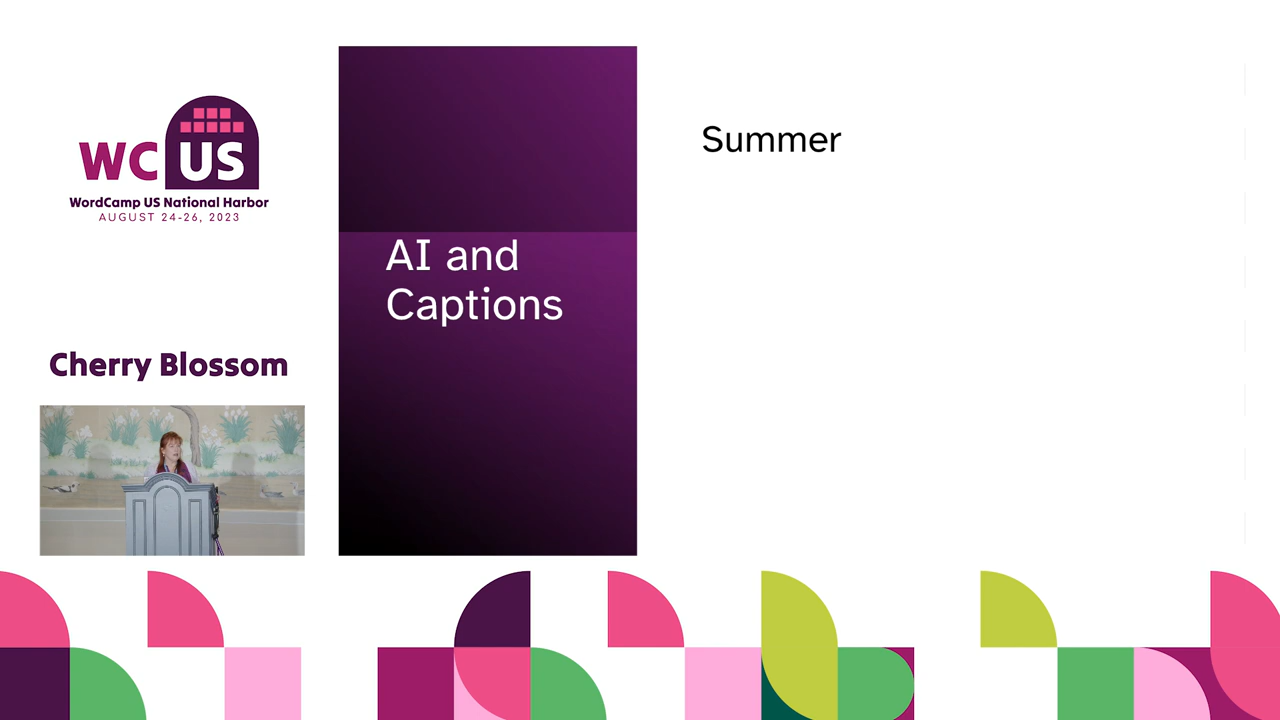 WC US
WordCamp US National Harbor
AUGUST 24-26, 2023
Cherry Blossom
AI and
Captions
Summer